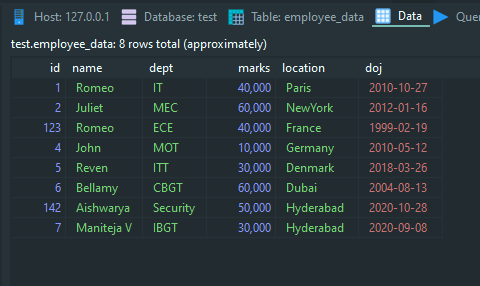 Host: 127.0.0.1 Database: test Table: employee_data Data Quer
test.employee_data: 8 rows total (approximately)
id name dept marks location doj
1 Romeo IT 40,000 Paris 2010-10-27
2 Juliet MEC 60,000 NewYork 2012-01-16
123 Romeo ECE 40,000 France 1999-02-19
4 John MOT 10,000 Germany 2010-05-12
5 Reven ITT 30,000 Denmark 2018-03-26
6 Bellamy CBGT 60,000 Dubai 2004-08-13
142 Aishwarya Security 50,000 Hyderabad 2020-10-28
7 Maniteja V IBGT 30,000 Hyderabad 2020-09-08